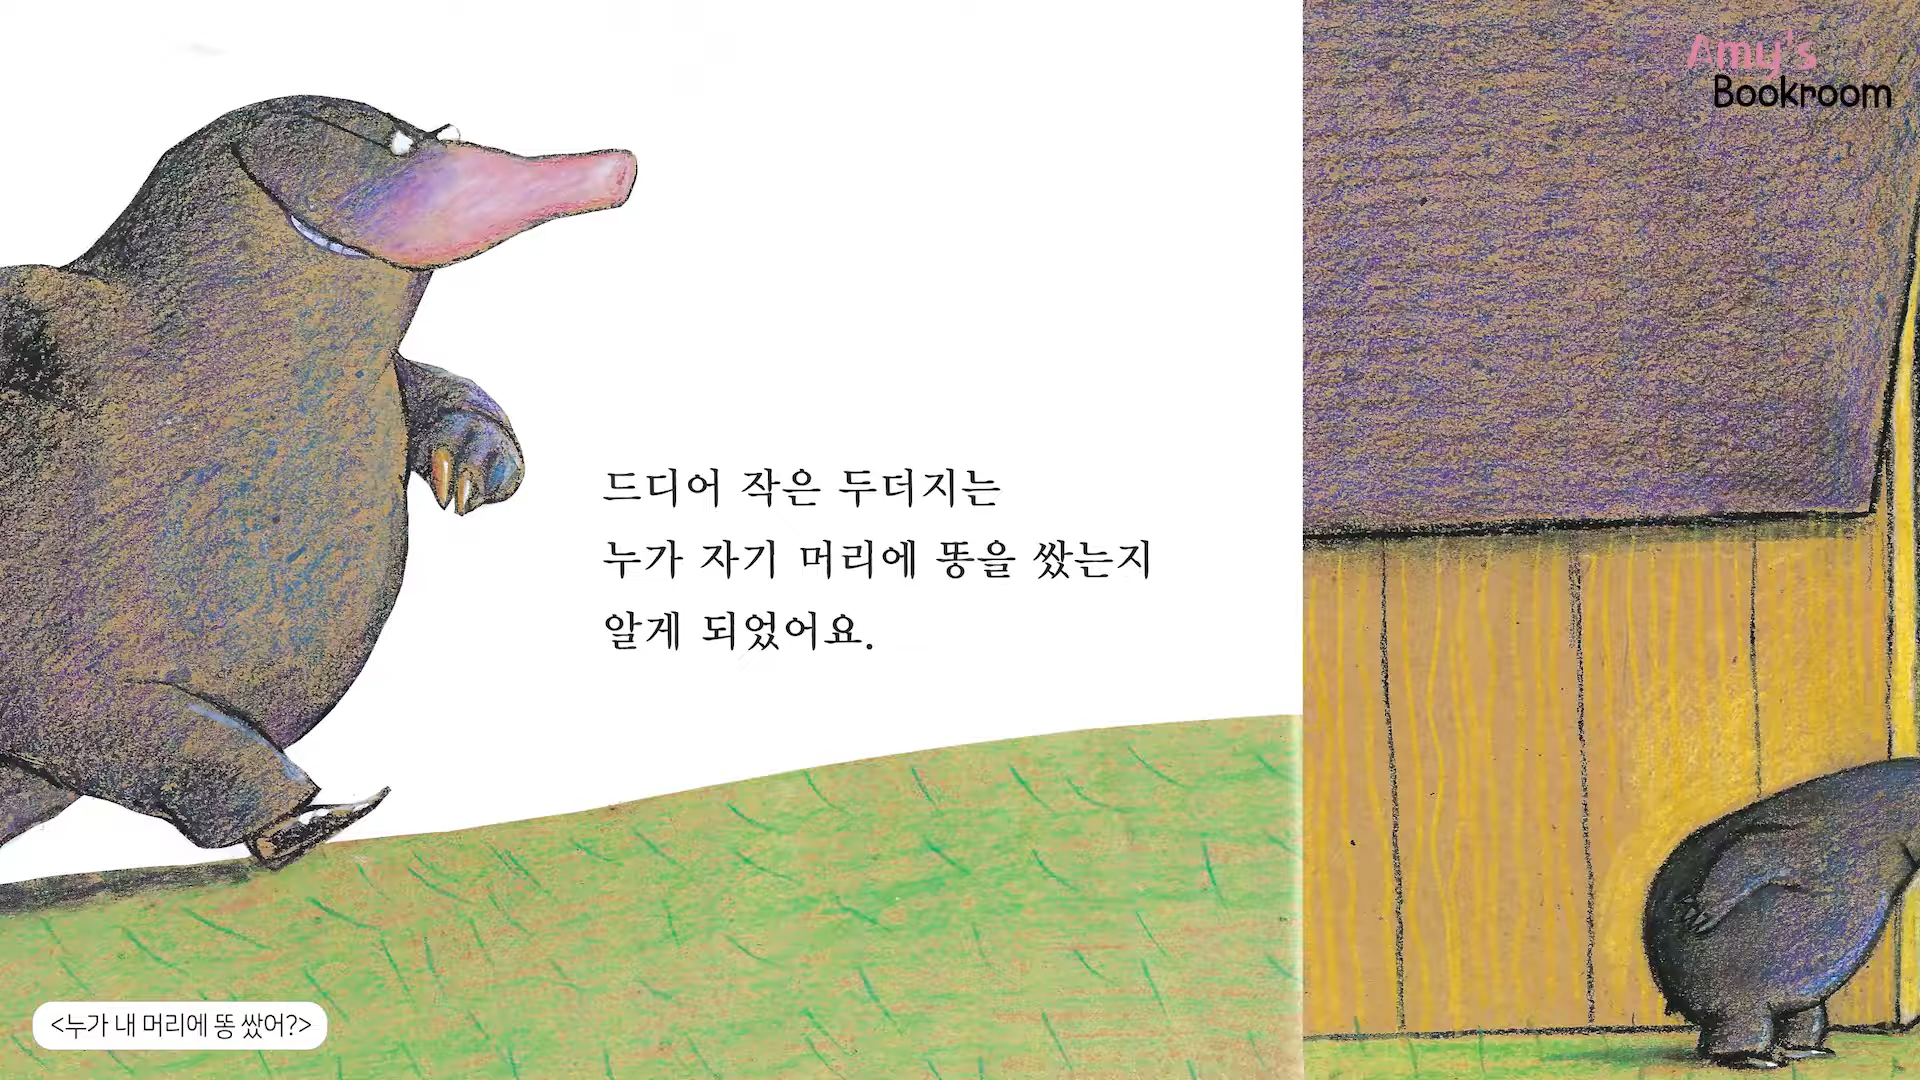 Amy's
Bookroom
드디어 작은 두더지는
누가 자기 머리에 똥을 쌌는지
알게 되었어요.
<누가 내 머리에 똥 쌌어?>